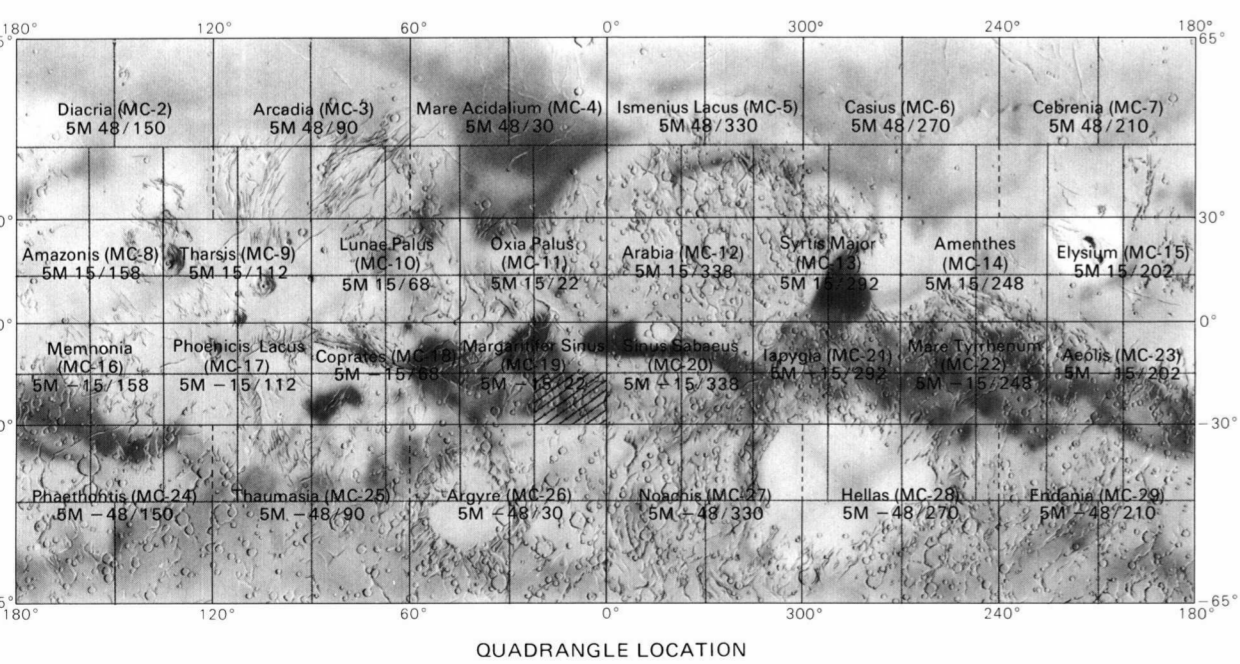 180° 120° 60° 0° 300° 240° 180°
5° 65°
Diacria (MC-2) Arcadia (MC-3) Mare Acidalium (MC-4) Ismenius Lacus (MC-5) Casius (MC-6) Cebrenia (MC-7)
5M 48/150 5M 48/90 5M 48/30 5M 48/330 5M 48/270 5M 48/210
0° 30°
Amazonis (MC-8) Tharsis (MC-9) Lunae Palus Oxia Palus Arabia (MC-12) Syrtis Major Amenthes Elysium (MC-15)
(MC-10) (MC-11) (MC-13) (MC-14)
5M 15/158 5M 15/112 5M 15/68 5M 15/22 5M 15/338 5M 15/292 5M 15/248 5M 15/202
0° 0°
Memnonia Phoenicis Lacus Coprates (MC-18) Margaritifer Sinus Sinus Sabaeus Iapygia (MC-21) Mare Tyrrhenum Aeolis (MC-23)
(MC-16) (MC-17) (MC-19) (MC-20) (MC-22)
5M −15/158 5M −15/112 5M −15/68 5M −15/22 5M −15/338 5M −15/292 5M −15/248 5M −15/202
0° −30°
Phaethontis (MC-24) Thaumasia (MC-25) Argyre (MC-26) Noachis (MC-27) Hellas (MC-28) Eridania (MC-29)
5M −48/150 5M −48/90 5M −48/30 5M −48/330 5M −48/270 5M −48/210
5° −65°
180° 120° 60° 0° 300° 240° 180°
QUADRANGLE LOCATION